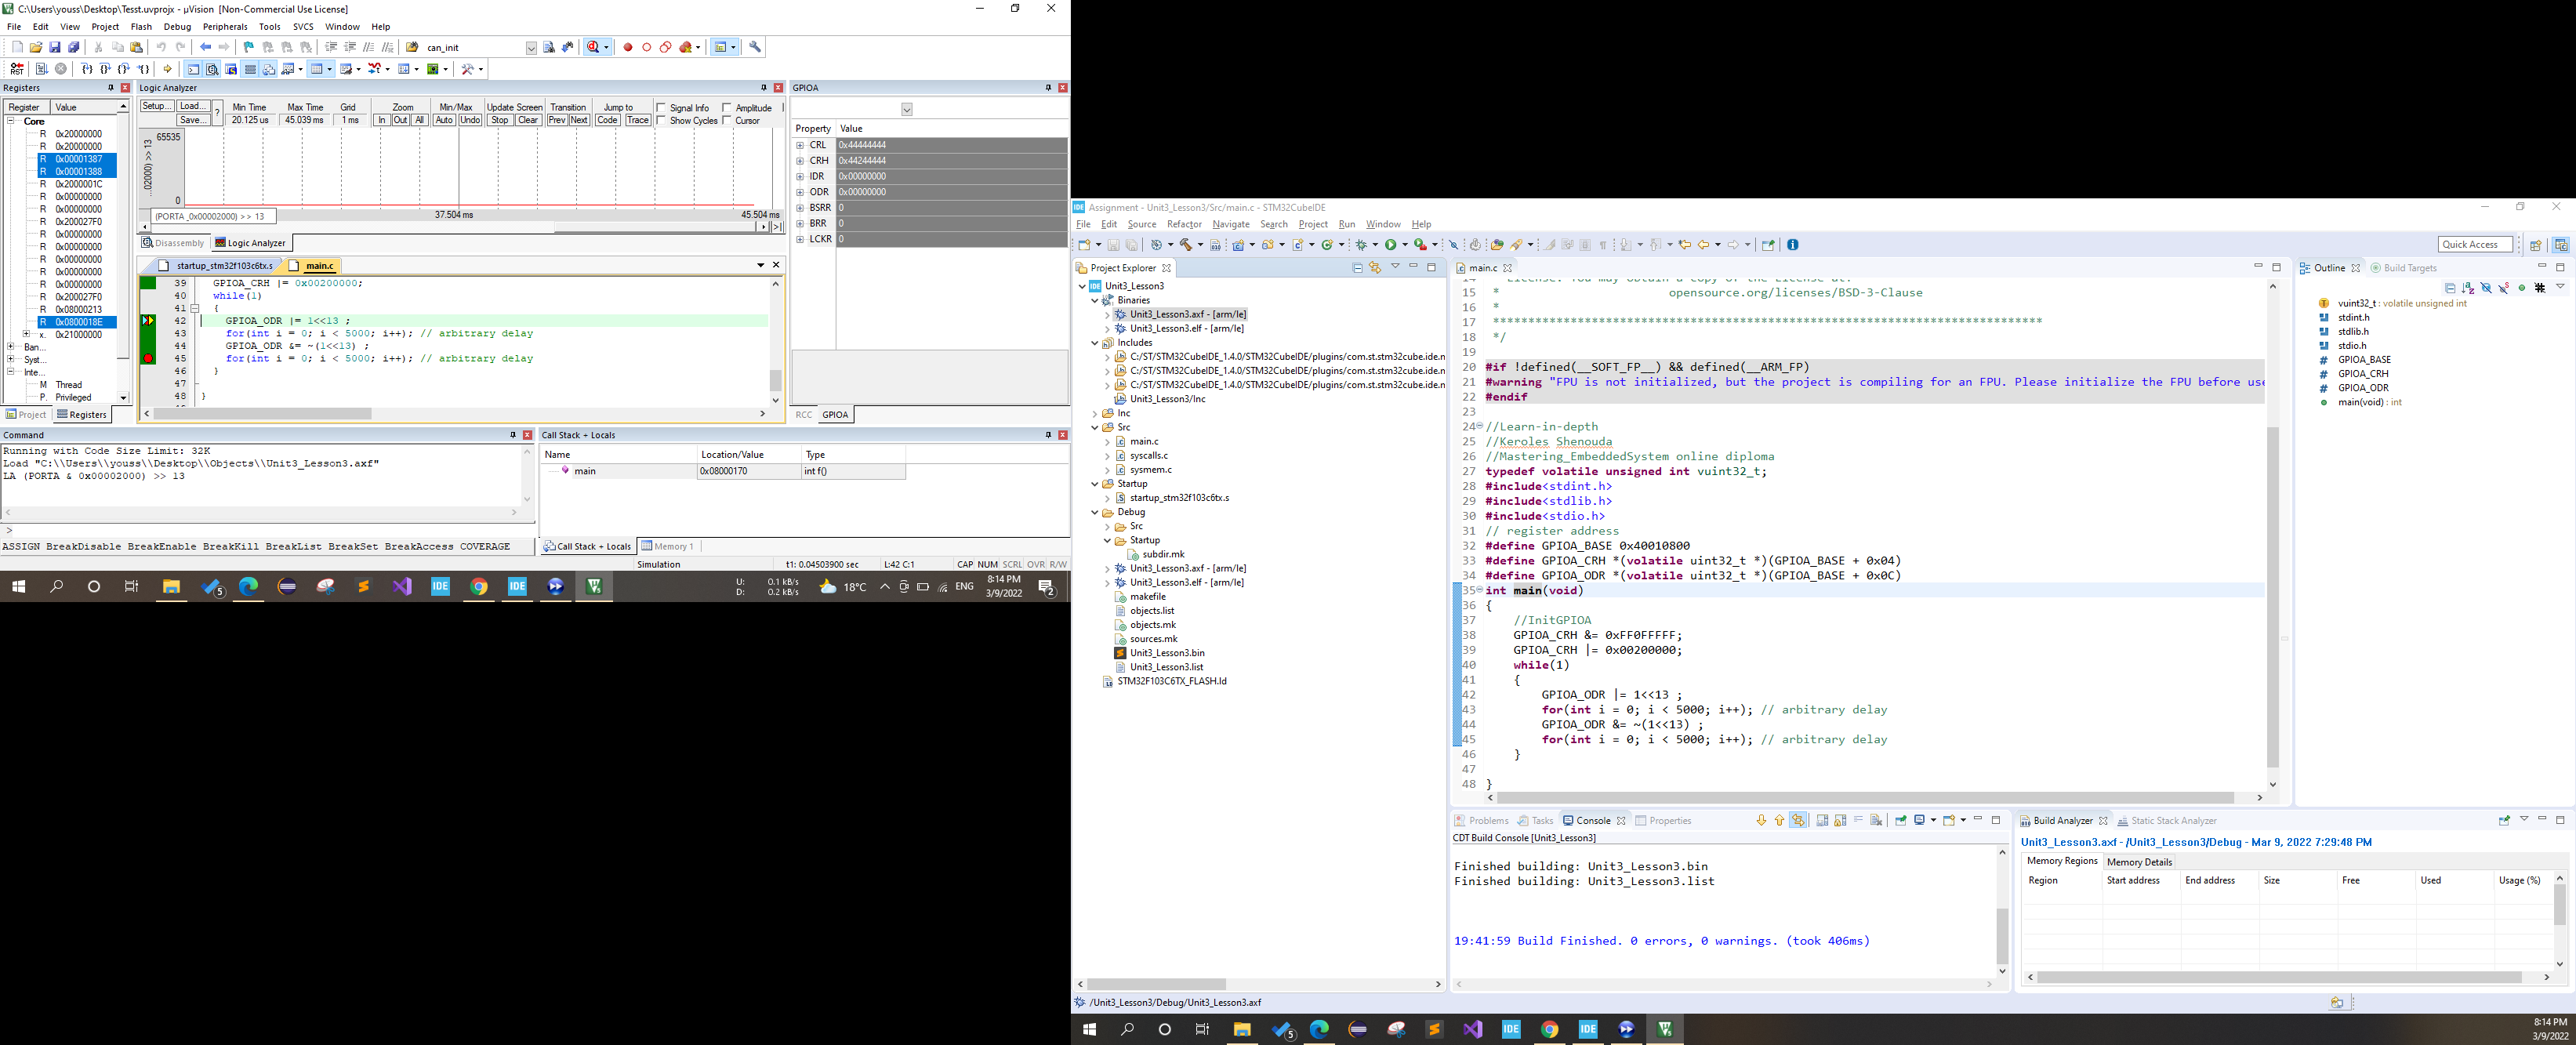 C:\Users\youss\Desktop\Tesst.uvprojx - µVision [Non-Commercial Use License]
File Edit View Project Flash Debug Peripherals Tools SVCS Window Help
can_init
Registers
Register Value
Core
R 0x20000000
R 0x20000000
R 0x00001387
R 0x00001388
R 0x2000001C
R 0x00000000
R 0x00000000
R 0x200027F0
R 0x00000000
R 0x00000000
R 0x00000000
R 0x00000000
R 0x00000000
R 0x200027F0
R 0x08000213
R 0x0800018E
x. 0x21000000
Ban...
Syst...
Inte...
M Thread
P. Privileged
Project Registers
Logic Analyzer
Setup... Load... Save... ?
Min Time Max Time Grid Zoom Min/Max Update Screen Transition Jump to Signal Info Amplitude
20.125 us 45.039 ms 1 ms In Out All Auto Undo Stop Clear Prev Next Code Trace Show Cycles Cursor
65535
...02000) >> 13
0
(PORTA _0x00002000) >> 13
37.504 ms 45.504 ms
Disassembly Logic Analyzer
startup_stm32f103c6tx.s main.c
39 GPIOA_CRH |= 0x00200000;
40 while(1)
41 {
42 GPIOA_ODR |= 1<<13 ;
43 for(int i = 0; i < 5000; i++); // arbitrary delay
44 GPIOA_ODR &= ~(1<<13) ;
45 for(int i = 0; i < 5000; i++); // arbitrary delay
46 }
47
48 }
GPIOA
Property Value
CRL 0x44444444
CRH 0x44244444
IDR 0x00000000
ODR 0x00000000
BSRR 0
BRR 0
LCKR 0
RCC GPIOA
Command
Running with Code Size Limit: 32K
Load "C:\\Users\\youss\\Desktop\\Objects\\Unit3_Lesson3.axf"
LA (PORTA & 0x00002000) >> 13
>
ASSIGN BreakDisable BreakEnable BreakKill BreakList BreakSet BreakAccess COVERAGE
Call Stack + Locals
Name Location/Value Type
main 0x08000170 int f()
Call Stack + Locals Memory 1
Simulation t1: 0.04503900 sec L:42 C:1 CAP NUM SCRL OVR R/W
U: 0.1 kB/s
D: 0.2 kB/s
18°C ENG
8:14 PM
3/9/2022
Assignment - Unit3_Lesson3/Src/main.c - STM32CubeIDE
File Edit Source Refactor Navigate Search Project Run Window Help
Quick Access
Project Explorer
Unit3_Lesson3
Binaries
Unit3_Lesson3.axf - [arm/le]
Unit3_Lesson3.elf - [arm/le]
Includes
C:/ST/STM32CubeIDE_1.4.0/STM32CubeIDE/plugins/com.st.stm32cube.ide.n
C:/ST/STM32CubeIDE_1.4.0/STM32CubeIDE/plugins/com.st.stm32cube.ide.n
C:/ST/STM32CubeIDE_1.4.0/STM32CubeIDE/plugins/com.st.stm32cube.ide.n
Unit3_Lesson3/Inc
Inc
Src
main.c
syscalls.c
sysmem.c
Startup
startup_stm32f103c6tx.s
Debug
Src
Startup
subdir.mk
Unit3_Lesson3.axf - [arm/le]
Unit3_Lesson3.elf - [arm/le]
makefile
objects.list
objects.mk
sources.mk
Unit3_Lesson3.bin
Unit3_Lesson3.list
STM32F103C6TX_FLASH.ld
main.c
14 * License. You may obtain a copy of the License at:
15 * opensource.org/licenses/BSD-3-Clause
16 *
17 ******************************************************************************
18 */
19
20 #if !defined(__SOFT_FP__) && defined(__ARM_FP)
21 #warning "FPU is not initialized, but the project is compiling for an FPU. Please initialize the FPU before use
22 #endif
23
24 //Learn-in-depth
25 //Keroles Shenouda
26 //Mastering_EmbeddedSystem online diploma
27 typedef volatile unsigned int vuint32_t;
28 #include<stdint.h>
29 #include<stdlib.h>
30 #include<stdio.h>
31 // register address
32 #define GPIOA_BASE 0x40010800
33 #define GPIOA_CRH *(volatile uint32_t *)(GPIOA_BASE + 0x04)
34 #define GPIOA_ODR *(volatile uint32_t *)(GPIOA_BASE + 0x0C)
35 int main(void)
36 {
37 //InitGPIOA
38 GPIOA_CRH &= 0xFF0FFFFF;
39 GPIOA_CRH |= 0x00200000;
40 while(1)
41 {
42 GPIOA_ODR |= 1<<13 ;
43 for(int i = 0; i < 5000; i++); // arbitrary delay
44 GPIOA_ODR &= ~(1<<13) ;
45 for(int i = 0; i < 5000; i++); // arbitrary delay
46 }
47
48 }
Outline Build Targets
vuint32_t : volatile unsigned int
stdint.h
stdlib.h
stdio.h
GPIOA_BASE
GPIOA_CRH
GPIOA_ODR
main(void) : int
Problems Tasks Console Properties
CDT Build Console [Unit3_Lesson3]
Finished building: Unit3_Lesson3.bin
Finished building: Unit3_Lesson3.list
19:41:59 Build Finished. 0 errors, 0 warnings. (took 406ms)
Build Analyzer Static Stack Analyzer
Unit3_Lesson3.axf - /Unit3_Lesson3/Debug - Mar 9, 2022 7:29:48 PM
Memory Regions Memory Details
Region Start address End address Size Free Used Usage (%)
/Unit3_Lesson3/Debug/Unit3_Lesson3.axf
8:14 PM
3/9/2022